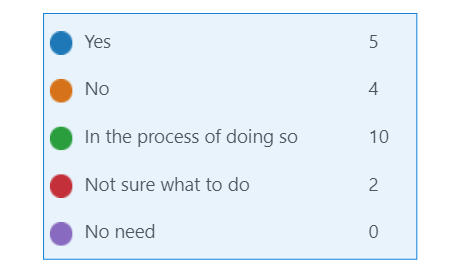 Yes 5
No 4
In the process of doing so 10
Not sure what to do 2
No need 0